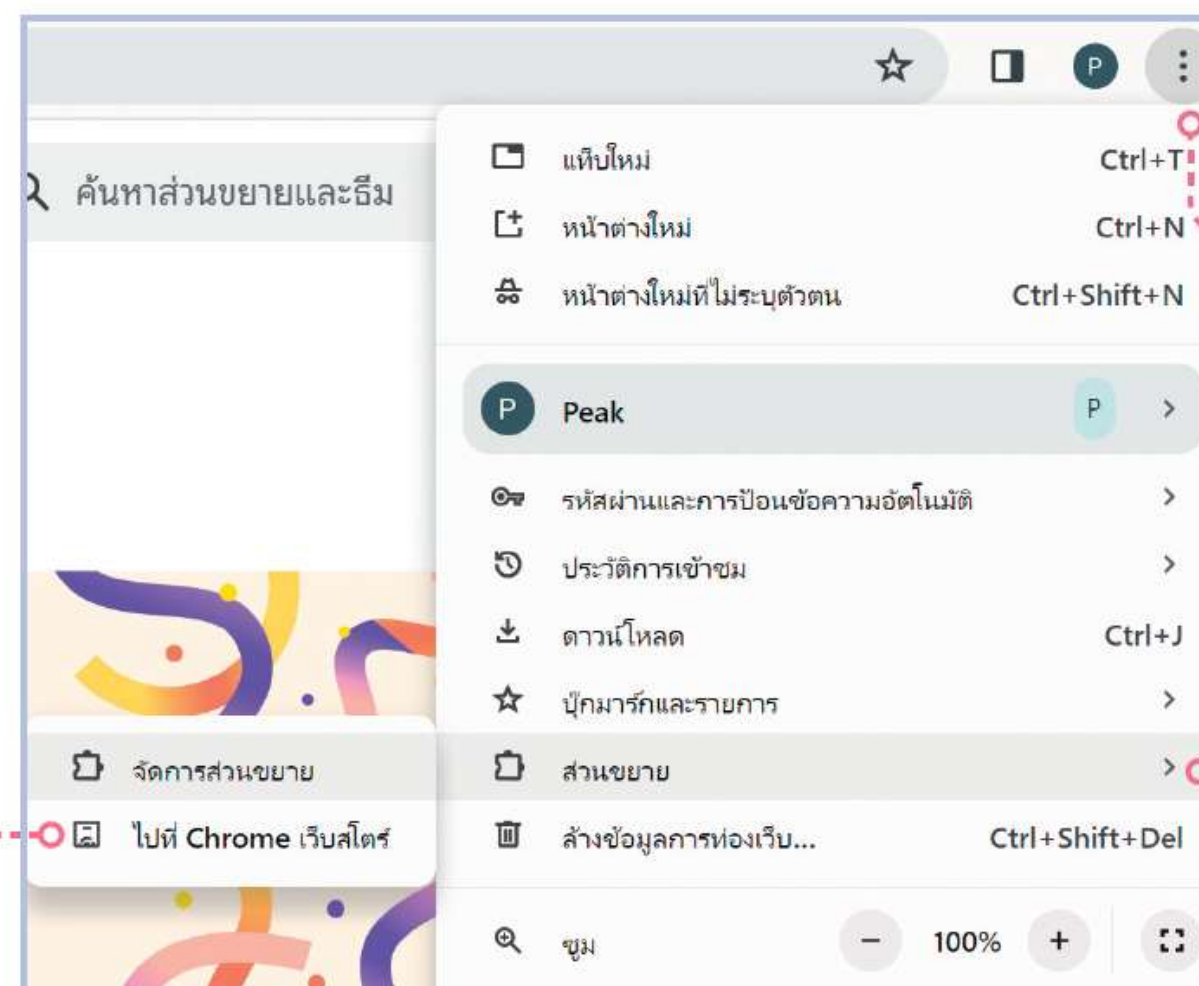 P
ค้นหาส่วนขยายและธีม
แท็บใหม่ Ctrl+T
หน้าต่างใหม่ Ctrl+N
หน้าต่างใหม่ที่ไม่ระบุตัวตน Ctrl+Shift+N
P Peak P
รหัสผ่านและการป้อนข้อความอัตโนมัติ
ประวัติการเข้าชม
ดาวน์โหลด Ctrl+J
บุ๊กมาร์กและรายการ
ส่วนขยาย
จัดการส่วนขยาย
ไปที่ Chrome เว็บสโตร์
ล้างข้อมูลการท่องเว็บ... Ctrl+Shift+Del
ซูม − 100% +